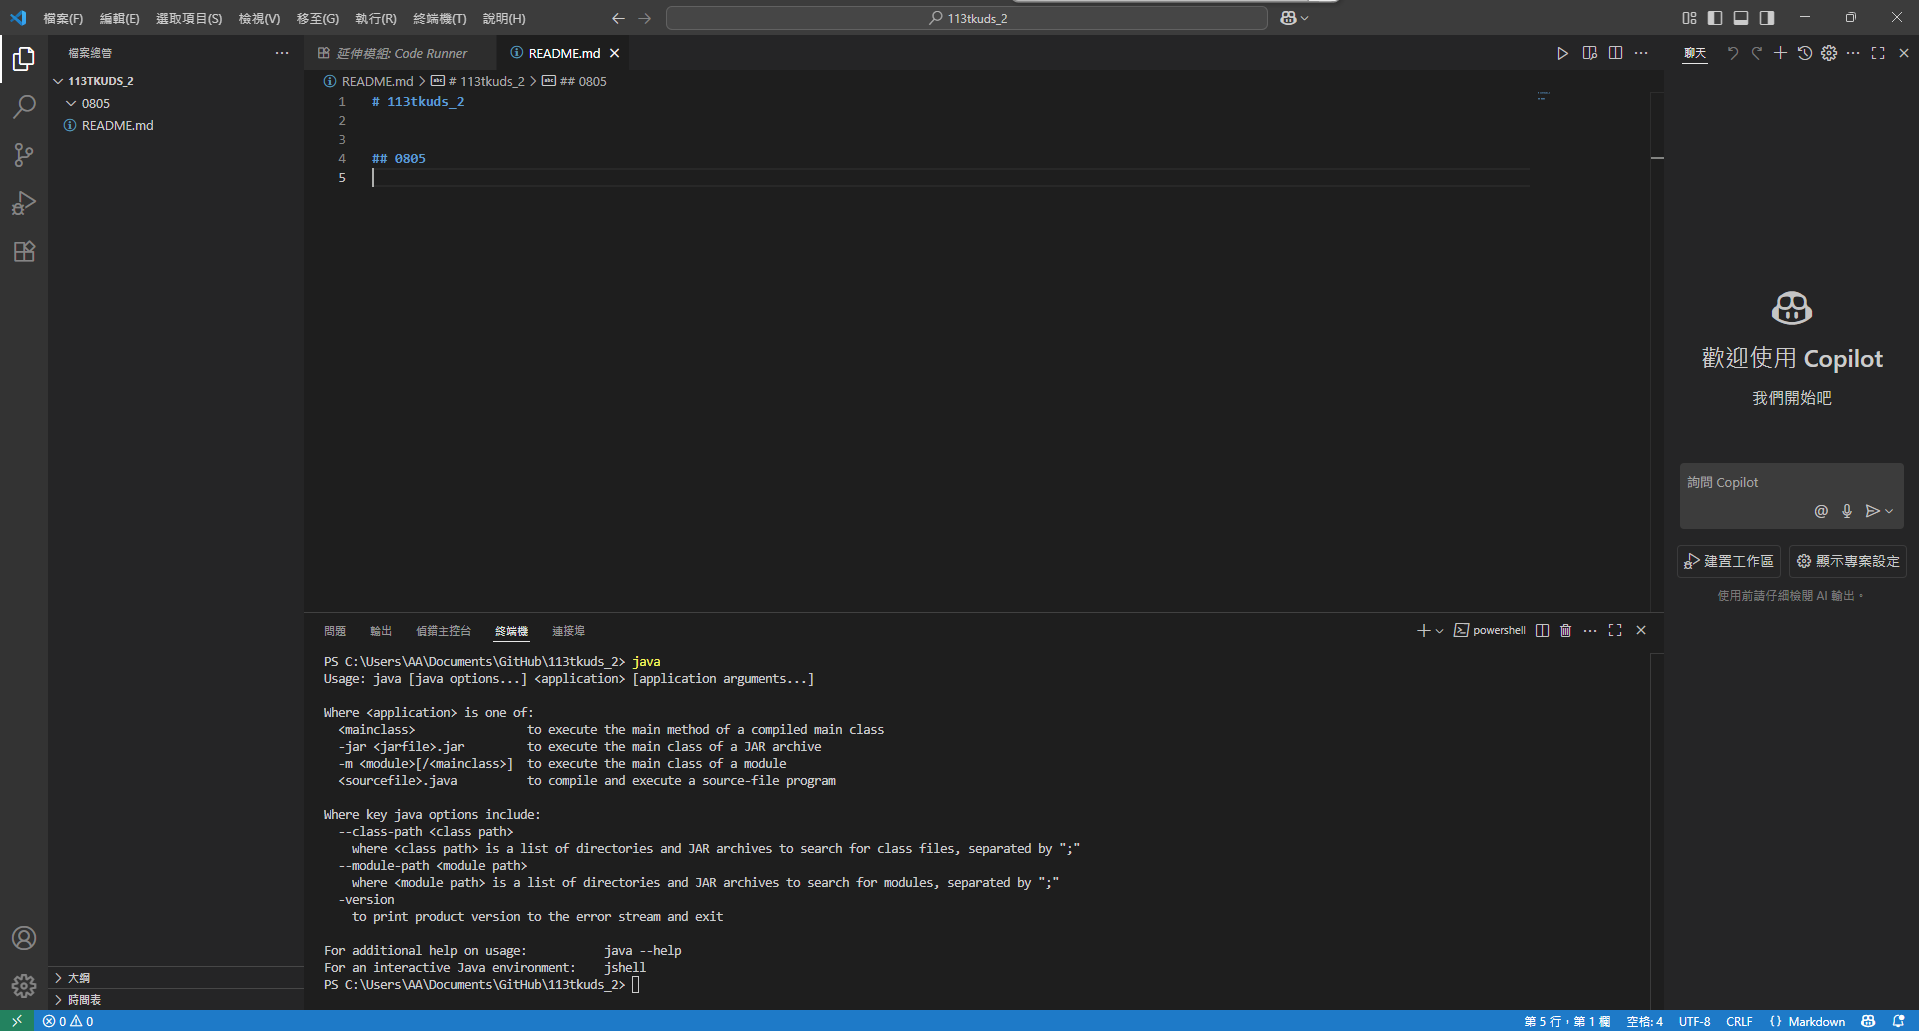 檔案(F) 編輯(E) 選取項目(S) 檢視(V) 移至(G) 執行(R) 終端機(T) 說明(H)
113tkuds_2
檔案總管
113TKUDS_2
0805
README.md
大綱
時間表
延伸模組: Code Runner
README.md
README.md > # 113tkuds_2 > ## 0805
1 # 113tkuds_2
2
3
4 ## 0805
5
問題 輸出 偵錯主控台 終端機 連接埠
powershell
PS C:\Users\AA\Documents\GitHub\113tkuds_2> java
Usage: java [java options...] <application> [application arguments...]
Where <application> is one of:
<mainclass> to execute the main method of a compiled main class
-jar <jarfile>.jar to execute the main class of a JAR archive
-m <module>[/<mainclass>] to execute the main class of a module
<sourcefile>.java to compile and execute a source-file program
Where key java options include:
--class-path <class path>
where <class path> is a list of directories and JAR archives to search for class files, separated by ";"
--module-path <module path>
where <module path> is a list of directories and JAR archives to search for modules, separated by ";"
-version
to print product version to the error stream and exit
For additional help on usage: java --help
For an interactive Java environment: jshell
PS C:\Users\AA\Documents\GitHub\113tkuds_2>
聊天
歡迎使用 Copilot
我們開始吧
詢問 Copilot
建置工作區 顯示專案設定
使用前請仔細檢閱 AI 輸出。
0 0
第 5 行，第 1 欄 空格: 4 UTF-8 CRLF {} Markdown